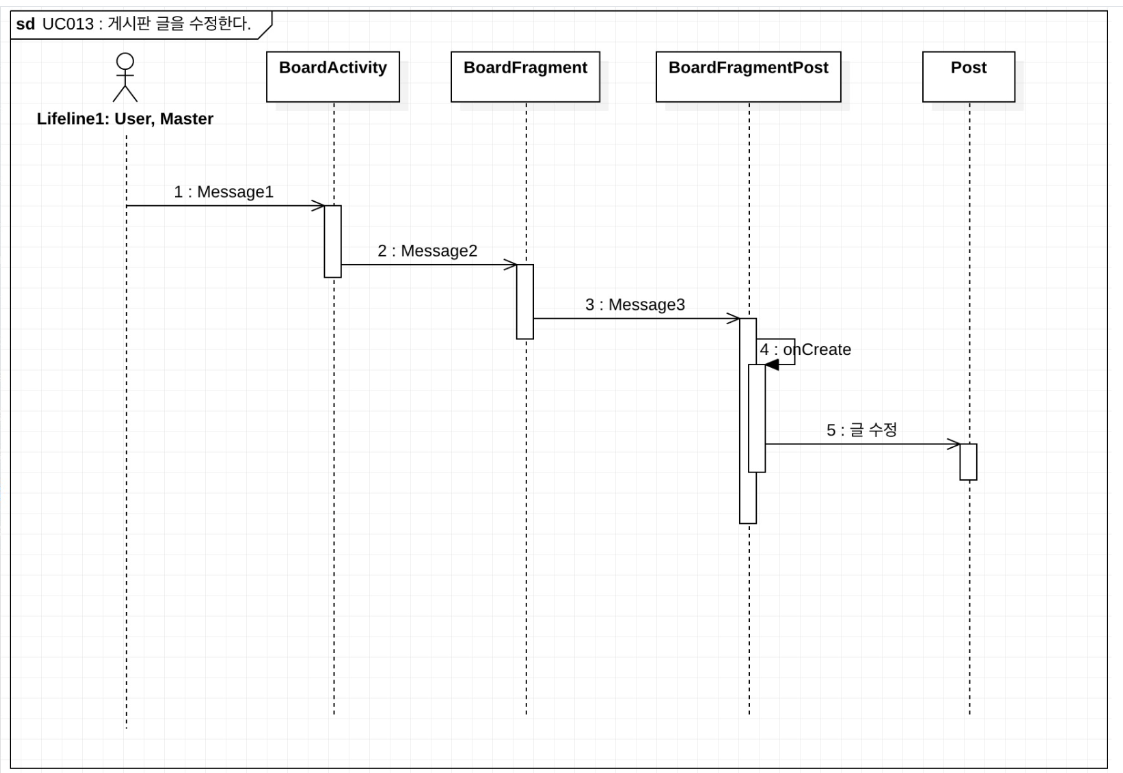 sd UC013 : 게시판 글을 수정한다.
BoardActivity
BoardFragment
BoardFragmentPost
Post
Lifeline1: User, Master
1 : Message1
2 : Message2
3 : Message3
4 : onCreate
5 : 글 수정